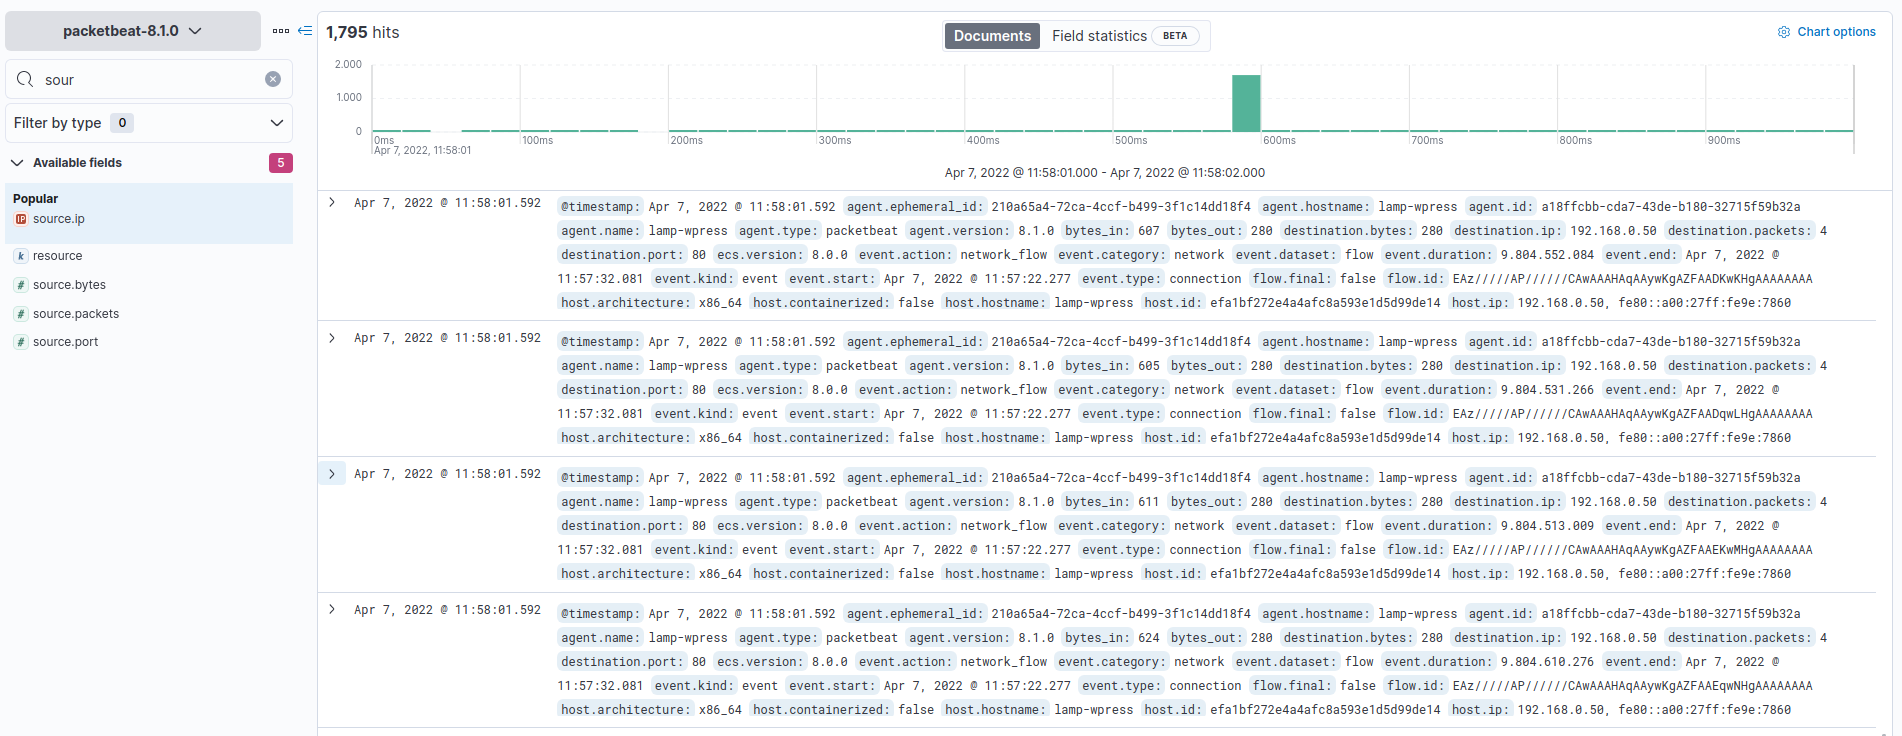 packetbeat-8.1.0
sour
Filter by type 0
Available fields 5
Popular
source.ip
resource
source.bytes
source.packets
source.port
1,795 hits
Documents Field statistics BETA
Chart options
2.000
1.000
0
0ms 100ms 200ms 300ms 400ms 500ms 600ms 700ms 800ms 900ms
Apr 7, 2022, 11:58:01
Apr 7, 2022 @ 11:58:01.000 - Apr 7, 2022 @ 11:58:02.000
Apr 7, 2022 @ 11:58:01.592 @timestamp: Apr 7, 2022 @ 11:58:01.592 agent.ephemeral_id: 210a65a4-72ca-4ccf-b499-3f1c14dd18f4 agent.hostname: lamp-wpress agent.id: a18ffcbb-cda7-43de-b180-32715f59b32a
agent.name: lamp-wpress agent.type: packetbeat agent.version: 8.1.0 bytes_in: 607 bytes_out: 280 destination.bytes: 280 destination.ip: 192.168.0.50 destination.packets: 4
destination.port: 80 ecs.version: 8.0.0 event.action: network_flow event.category: network event.dataset: flow event.duration: 9.804.552.084 event.end: Apr 7, 2022 @
11:57:32.081 event.kind: event event.start: Apr 7, 2022 @ 11:57:22.277 event.type: connection flow.final: false flow.id: EAz/////AP//////CAwAAAHAqAAywKgAZFAADKwKHgAAAAAAAA
host.architecture: x86_64 host.containerized: false host.hostname: lamp-wpress host.id: efa1bf272e4a4afc8a593e1d5d99de14 host.ip: 192.168.0.50, fe80::a00:27ff:fe9e:7860
Apr 7, 2022 @ 11:58:01.592 @timestamp: Apr 7, 2022 @ 11:58:01.592 agent.ephemeral_id: 210a65a4-72ca-4ccf-b499-3f1c14dd18f4 agent.hostname: lamp-wpress agent.id: a18ffcbb-cda7-43de-b180-32715f59b32a
agent.name: lamp-wpress agent.type: packetbeat agent.version: 8.1.0 bytes_in: 605 bytes_out: 280 destination.bytes: 280 destination.ip: 192.168.0.50 destination.packets: 4
destination.port: 80 ecs.version: 8.0.0 event.action: network_flow event.category: network event.dataset: flow event.duration: 9.804.531.266 event.end: Apr 7, 2022 @
11:57:32.081 event.kind: event event.start: Apr 7, 2022 @ 11:57:22.277 event.type: connection flow.final: false flow.id: EAz/////AP//////CAwAAAHAqAAywKgAZFAADqwLHgAAAAAAAA
host.architecture: x86_64 host.containerized: false host.hostname: lamp-wpress host.id: efa1bf272e4a4afc8a593e1d5d99de14 host.ip: 192.168.0.50, fe80::a00:27ff:fe9e:7860
Apr 7, 2022 @ 11:58:01.592 @timestamp: Apr 7, 2022 @ 11:58:01.592 agent.ephemeral_id: 210a65a4-72ca-4ccf-b499-3f1c14dd18f4 agent.hostname: lamp-wpress agent.id: a18ffcbb-cda7-43de-b180-32715f59b32a
agent.name: lamp-wpress agent.type: packetbeat agent.version: 8.1.0 bytes_in: 611 bytes_out: 280 destination.bytes: 280 destination.ip: 192.168.0.50 destination.packets: 4
destination.port: 80 ecs.version: 8.0.0 event.action: network_flow event.category: network event.dataset: flow event.duration: 9.804.513.009 event.end: Apr 7, 2022 @
11:57:32.081 event.kind: event event.start: Apr 7, 2022 @ 11:57:22.277 event.type: connection flow.final: false flow.id: EAz/////AP//////CAwAAAHAqAAywKgAZFAAEKwMHgAAAAAAAA
host.architecture: x86_64 host.containerized: false host.hostname: lamp-wpress host.id: efa1bf272e4a4afc8a593e1d5d99de14 host.ip: 192.168.0.50, fe80::a00:27ff:fe9e:7860
Apr 7, 2022 @ 11:58:01.592 @timestamp: Apr 7, 2022 @ 11:58:01.592 agent.ephemeral_id: 210a65a4-72ca-4ccf-b499-3f1c14dd18f4 agent.hostname: lamp-wpress agent.id: a18ffcbb-cda7-43de-b180-32715f59b32a
agent.name: lamp-wpress agent.type: packetbeat agent.version: 8.1.0 bytes_in: 624 bytes_out: 280 destination.bytes: 280 destination.ip: 192.168.0.50 destination.packets: 4
destination.port: 80 ecs.version: 8.0.0 event.action: network_flow event.category: network event.dataset: flow event.duration: 9.804.610.276 event.end: Apr 7, 2022 @
11:57:32.081 event.kind: event event.start: Apr 7, 2022 @ 11:57:22.277 event.type: connection flow.final: false flow.id: EAz/////AP//////CAwAAAHAqAAywKgAZFAAEqwNHgAAAAAAAA
host.architecture: x86_64 host.containerized: false host.hostname: lamp-wpress host.id: efa1bf272e4a4afc8a593e1d5d99de14 host.ip: 192.168.0.50, fe80::a00:27ff:fe9e:7860